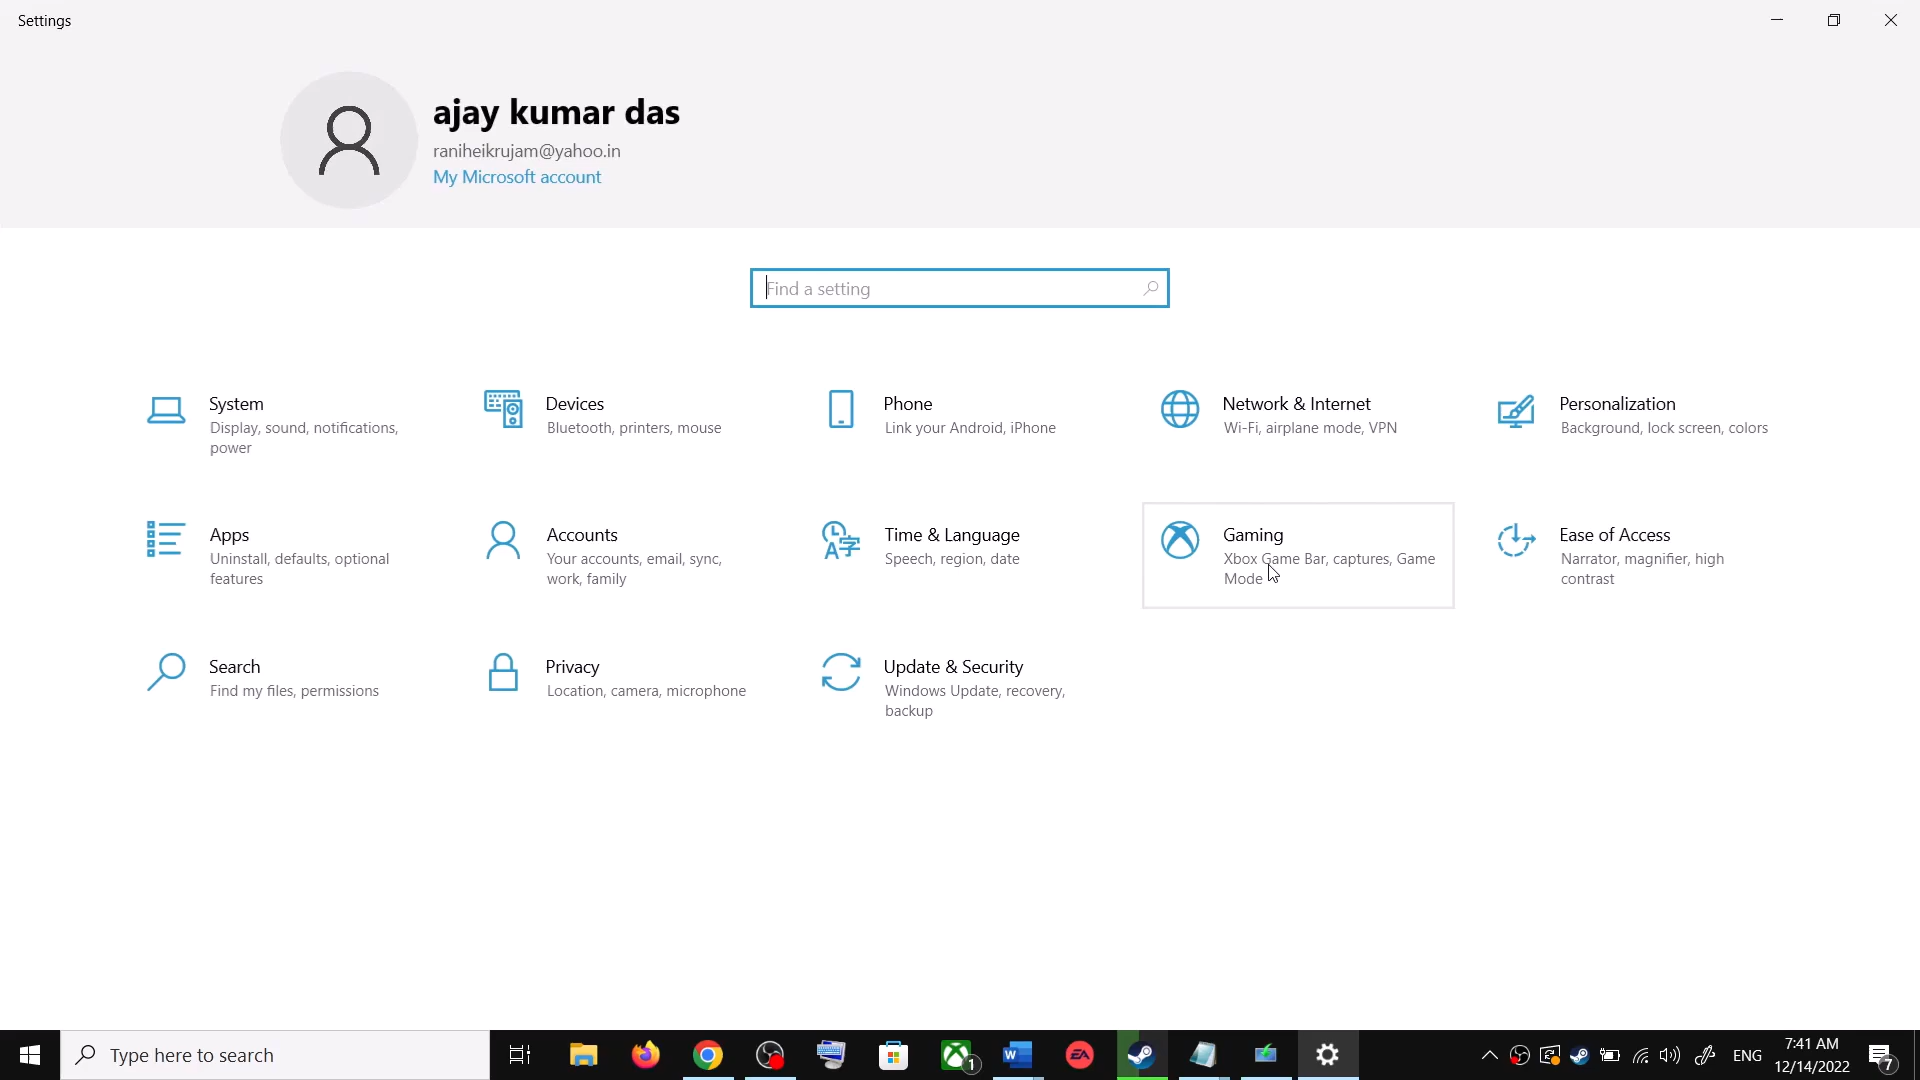 Settings
ajay kumar das
raniheikrujam@yahoo.in
My Microsoft account
Find a setting
System
Display, sound, notifications,
power
Devices
Bluetooth, printers, mouse
Phone
Link your Android, iPhone
Network & Internet
Wi-Fi, airplane mode, VPN
Personalization
Background, lock screen, colors
Apps
Uninstall, defaults, optional
features
Accounts
Your accounts, email, sync,
work, family
Time & Language
Speech, region, date
Gaming
Xbox Game Bar, captures, Game
Mode
Ease of Access
Narrator, magnifier, high
contrast
Search
Find my files, permissions
Privacy
Location, camera, microphone
Update & Security
Windows Update, recovery,
backup
Type here to search
1
W
EA
ENG
7:41 AM
12/14/2022
7